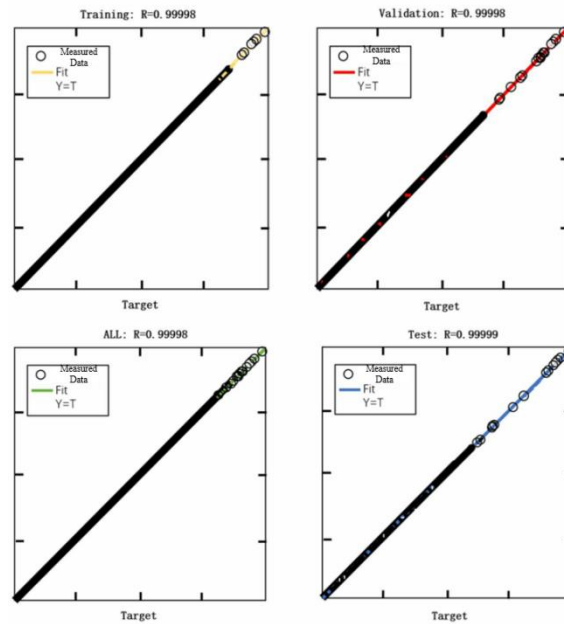 Training: R=0.99998
Measured
Data
Fit
Y=T
Target
Validation: R=0.99998
Measured
Data
Fit
Y=T
Target
ALL: R=0.99998
Measured
Data
Fit
Y=T
Target
Test: R=0.99999
Measured
Data
Fit
Y=T
Target